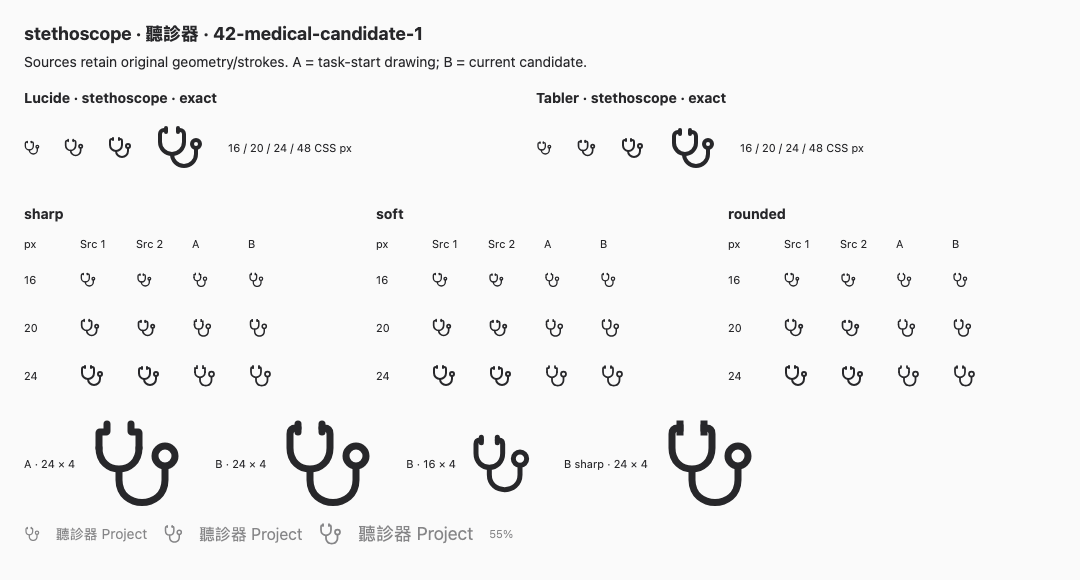 stethoscope · 聽診器 · 42-medical-candidate-1
Sources retain original geometry/strokes. A = task-start drawing; B = current candidate.
Lucide · stethoscope · exact
16 / 20 / 24 / 48 CSS px
Tabler · stethoscope · exact
16 / 20 / 24 / 48 CSS px
sharp
px Src 1 Src 2 A B
16
20
24
soft
px Src 1 Src 2 A B
16
20
24
rounded
px Src 1 Src 2 A B
16
20
24
A · 24 × 4
B · 24 × 4
B · 16 × 4
B sharp · 24 × 4
聽診器 Project 聽診器 Project 聽診器 Project 55%